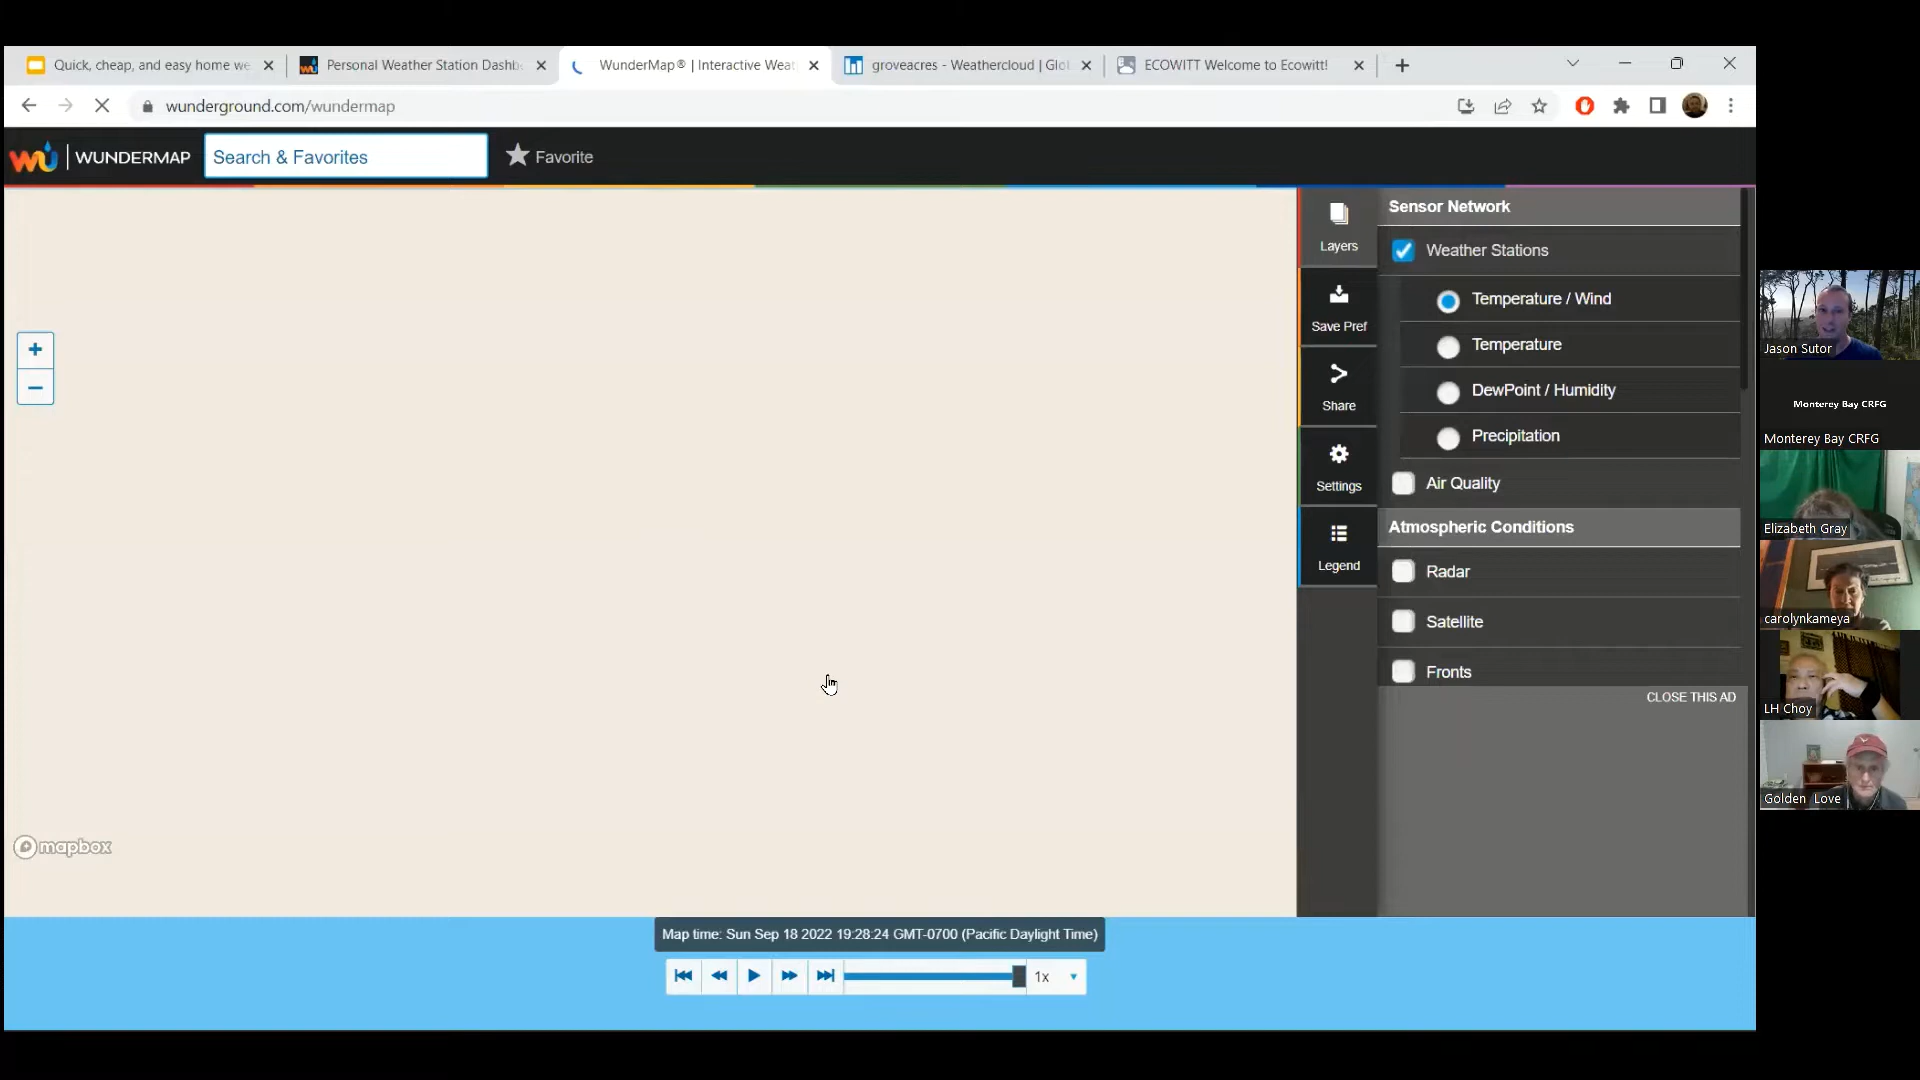 Quick, cheap, and easy home we
Personal Weather Station Dashb
WunderMap® | Interactive Weat
groveacres - Weathercloud | Glo
ECOWITT Welcome to Ecowitt!
wunderground.com/wundermap
WUNDERMAP
Search & Favorites
Favorite
Layers
Save Pref
Share
Settings
Legend
Sensor Network
Weather Stations
Temperature / Wind
Temperature
DewPoint / Humidity
Precipitation
Air Quality
Atmospheric Conditions
Radar
Satellite
Fronts
CLOSE THIS AD
mapbox
Map time: Sun Sep 18 2022 19:28:24 GMT-0700 (Pacific Daylight Time)
1x
Jason Sutor
Monterey Bay CRFG
Monterey Bay CRFG
Elizabeth Gray
carolynkameya
LH Choy
Golden Love